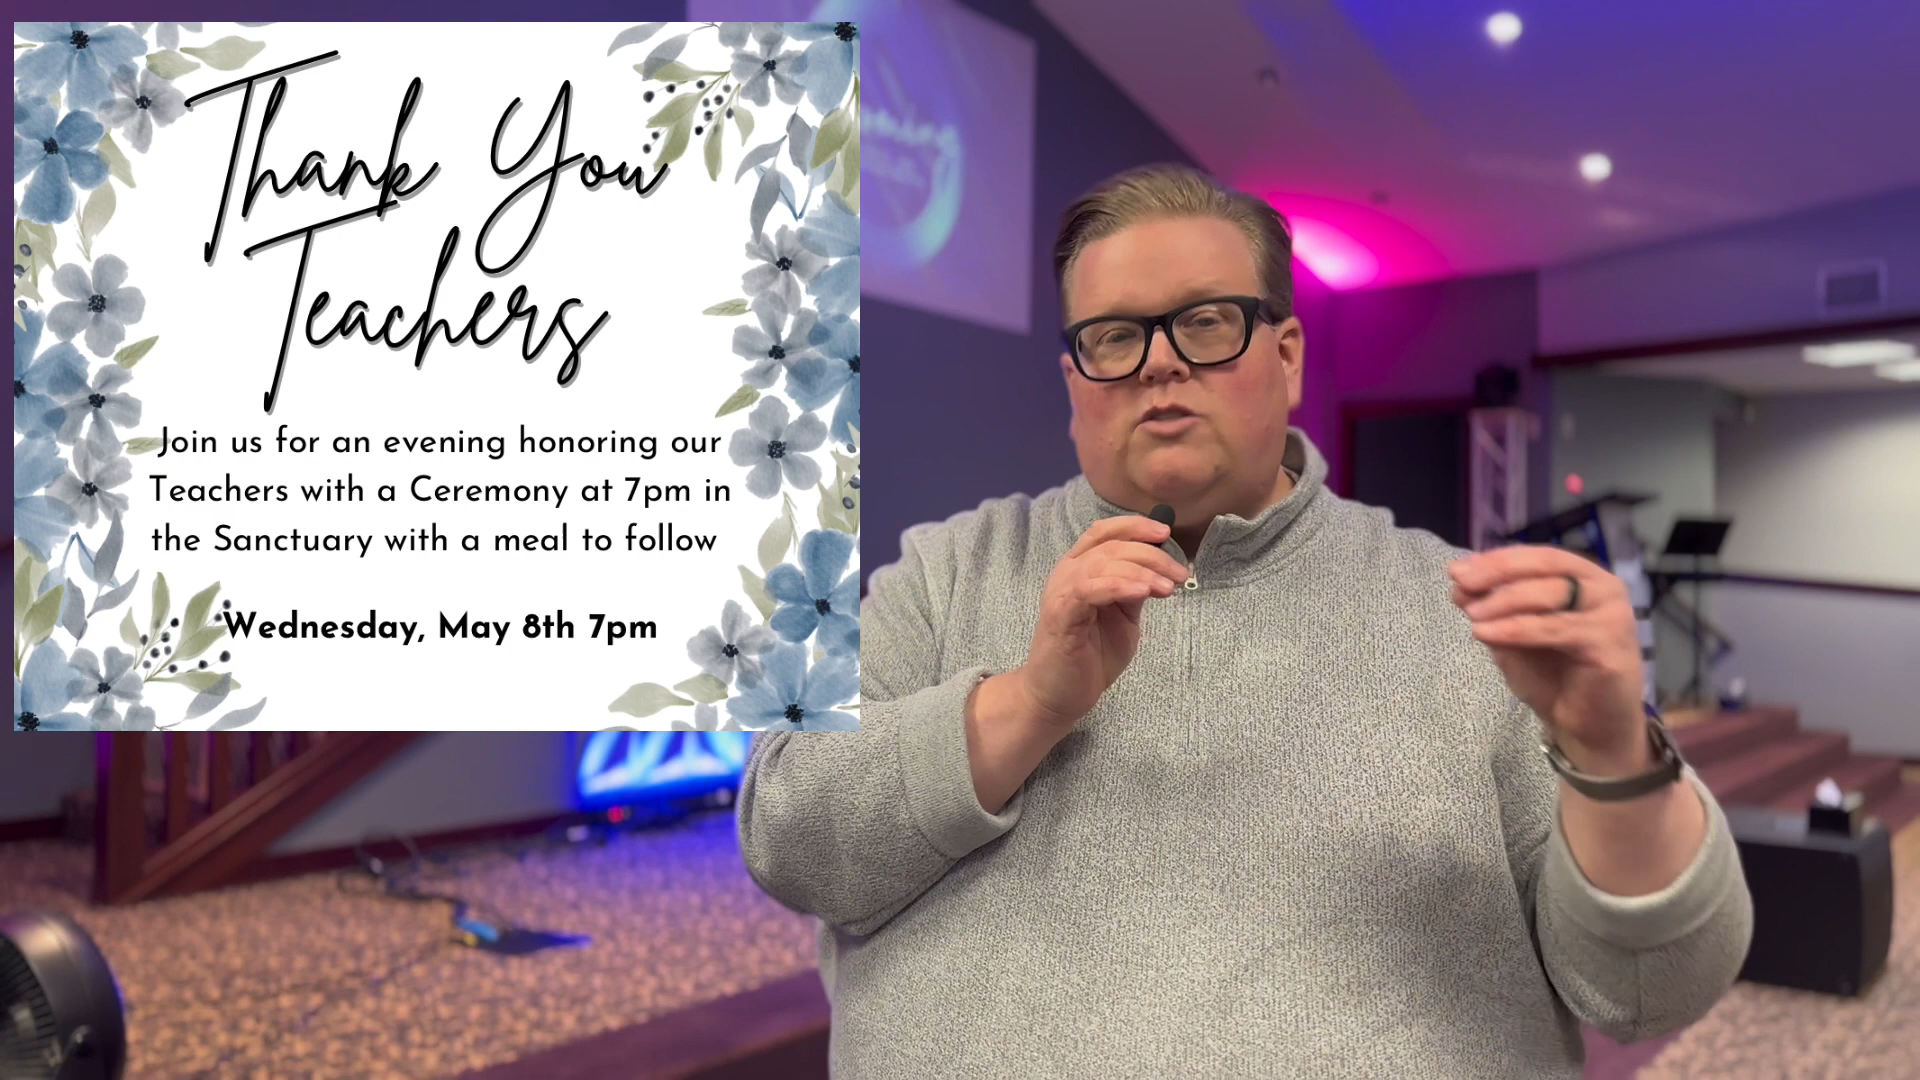 Thank You
Teachers
Join us for an evening honoring our
Teachers with a Ceremony at 7pm in
the Sanctuary with a meal to follow
Wednesday, May 8th 7pm